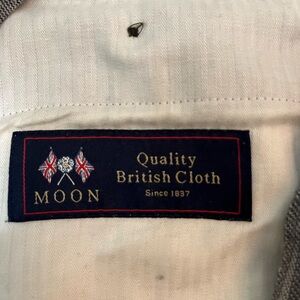 MOON
Quality
British Cloth
Since 1837